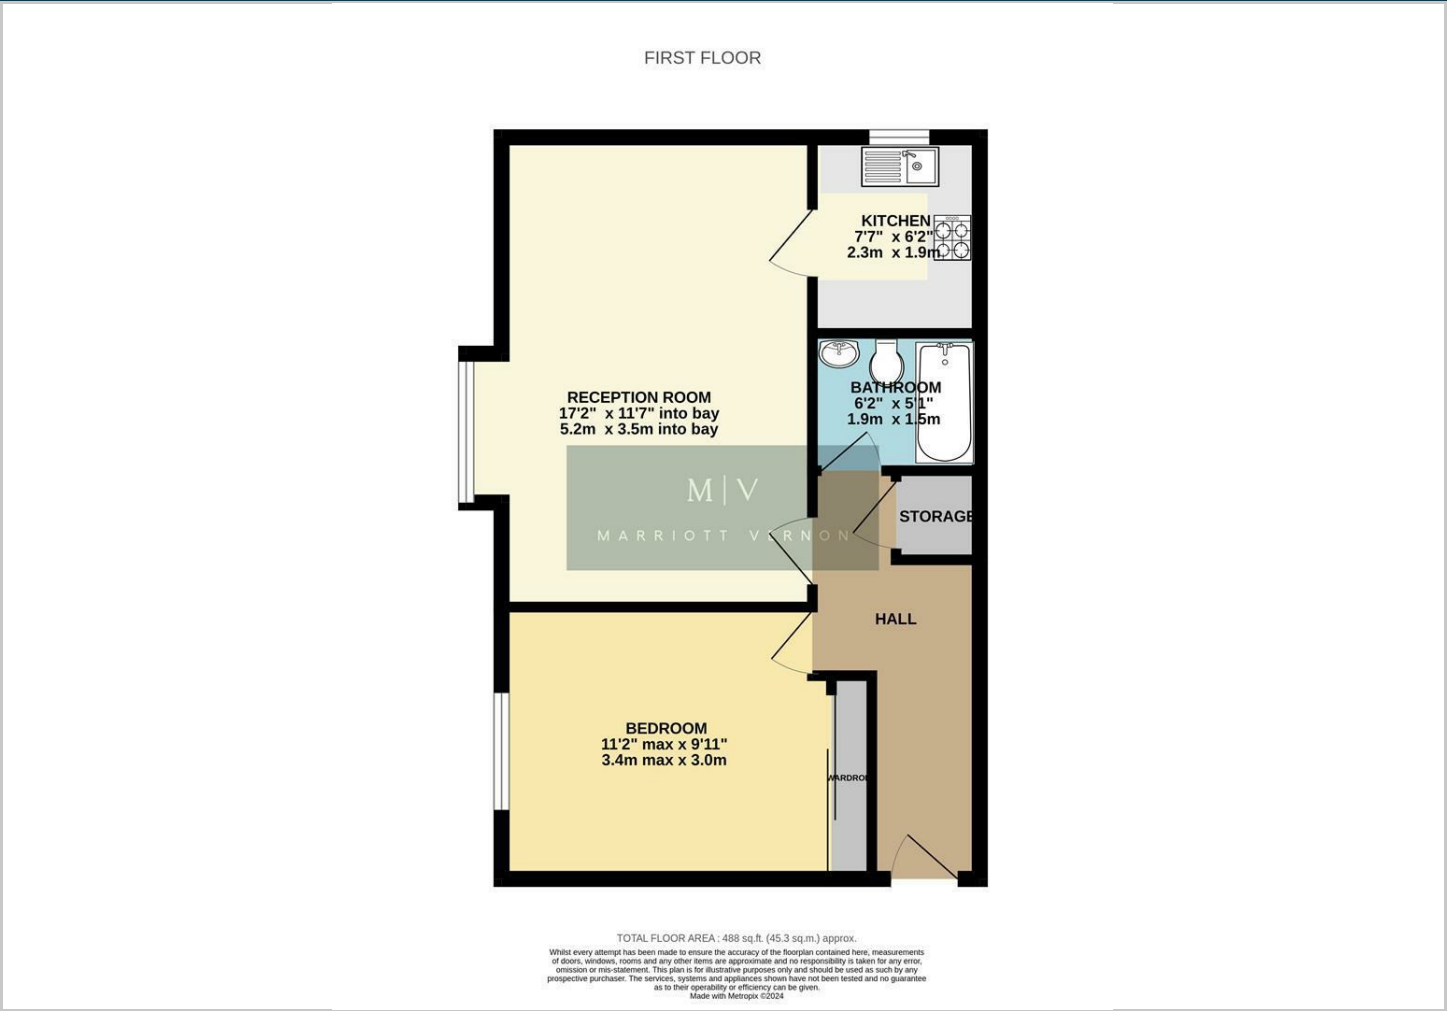 FIRST FLOOR
KITCHEN
7'7" x 6'2"
2.3m x 1.9m
RECEPTION ROOM
17'2" x 11'7" into bay
5.2m x 3.5m into bay
BATHROOM
6'2" x 5'1"
1.9m x 1.5m
M|V
MARRIOTT VERNON
STORAGE
HALL
BEDROOM
11'2" max x 9'11"
3.4m max x 3.0m
WARDROB
TOTAL FLOOR AREA : 488 sq.ft. (45.3 sq.m.) approx.
Whilst every attempt has been made to ensure the accuracy of the floorplan contained here, measurements
of doors, windows, rooms and any other items are approximate and no responsibility is taken for any error,
omission or mis-statement. This plan is for illustrative purposes only and should be used as such by any
prospective purchaser. The services, systems and appliances shown have not been tested and no guarantee
as to their operability or efficiency can be given.
Made with Metropix ©2024